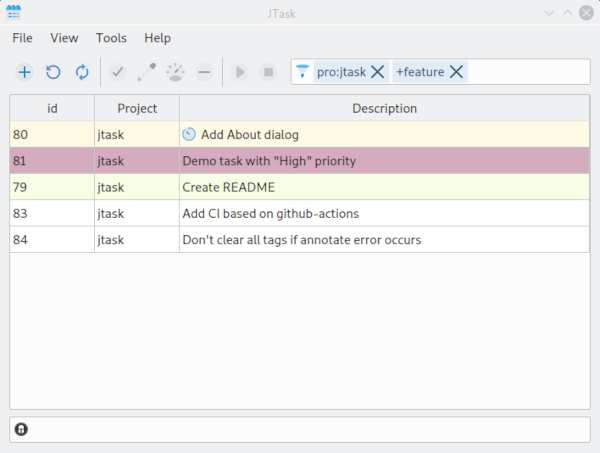 JTask
File View Tools Help
pro:jtask +feature
id Project Description
80 jtask Add About dialog
81 jtask Demo task with "High" priority
79 jtask Create README
83 jtask Add CI based on github-actions
84 jtask Don't clear all tags if annotate error occurs